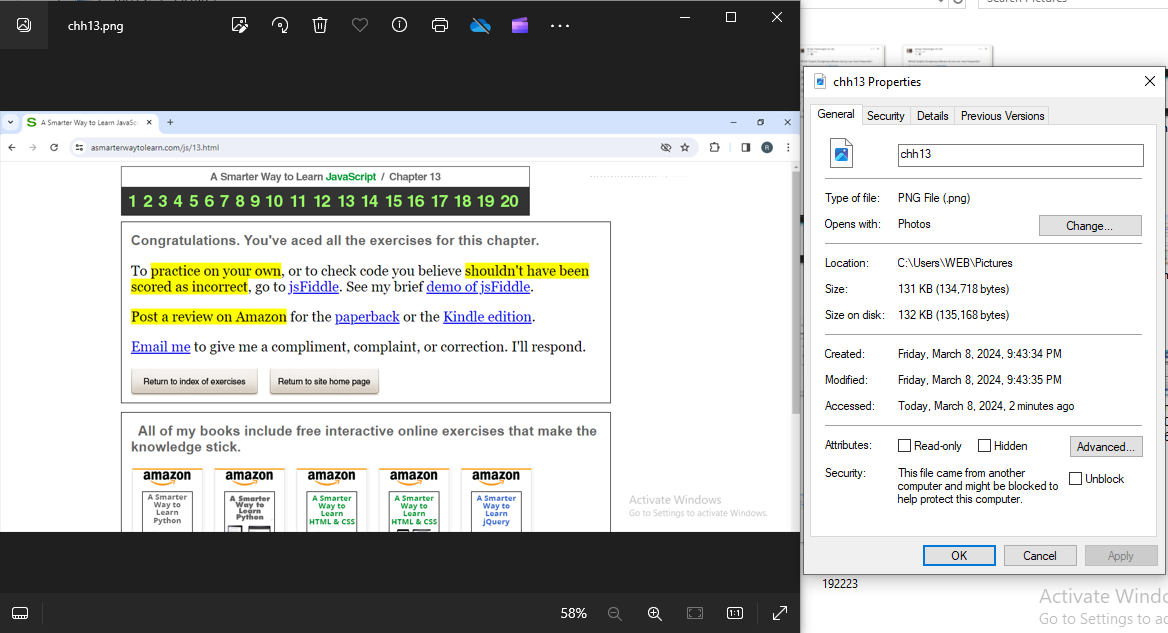 chh13.png
A Smarter Way to Learn JavaSc
asmarterwaytolearn.com/js/13.html
R
A Smarter Way to Learn JavaScript / Chapter 13
1 2 3 4 5 6 7 8 9 10 11 12 13 14 15 16 17 18 19 20
Congratulations. You've aced all the exercises for this chapter.
To practice on your own, or to check code you believe shouldn't have been
scored as incorrect, go to jsFiddle. See my brief demo of jsFiddle.
Post a review on Amazon for the paperback or the Kindle edition.
Email me to give me a compliment, complaint, or correction. I'll respond.
Return to index of exercises
Return to site home page
All of my books include free interactive online exercises that make the
knowledge stick.
amazon amazon amazon amazon amazon
A Smarter
Way to
Learn
Python
A Smarter
Way to
Learn
Python
A Smarter
Way to
Learn
HTML & CSS
A Smarter
Way to
Learn
HTML & CSS
A Smarter
Way to
Learn
jQuery
Activate Windows
Go to Settings to activate Windows.
58%
1:1
Search Pictures
chh13 Properties
General Security Details Previous Versions
chh13
Type of file: PNG File (.png)
Opens with: Photos
Change...
Location: C:\Users\WEB\Pictures
Size: 131 KB (134,718 bytes)
Size on disk: 132 KB (135,168 bytes)
Created: Friday, March 8, 2024, 9:43:34 PM
Modified: Friday, March 8, 2024, 9:43:35 PM
Accessed: Today, March 8, 2024, 2 minutes ago
Attributes: Read-only Hidden Advanced...
Security: This file came from another
computer and might be blocked to
help protect this computer.
Unblock
OK Cancel Apply
192223
Activate Windo
Go to Settings to ac